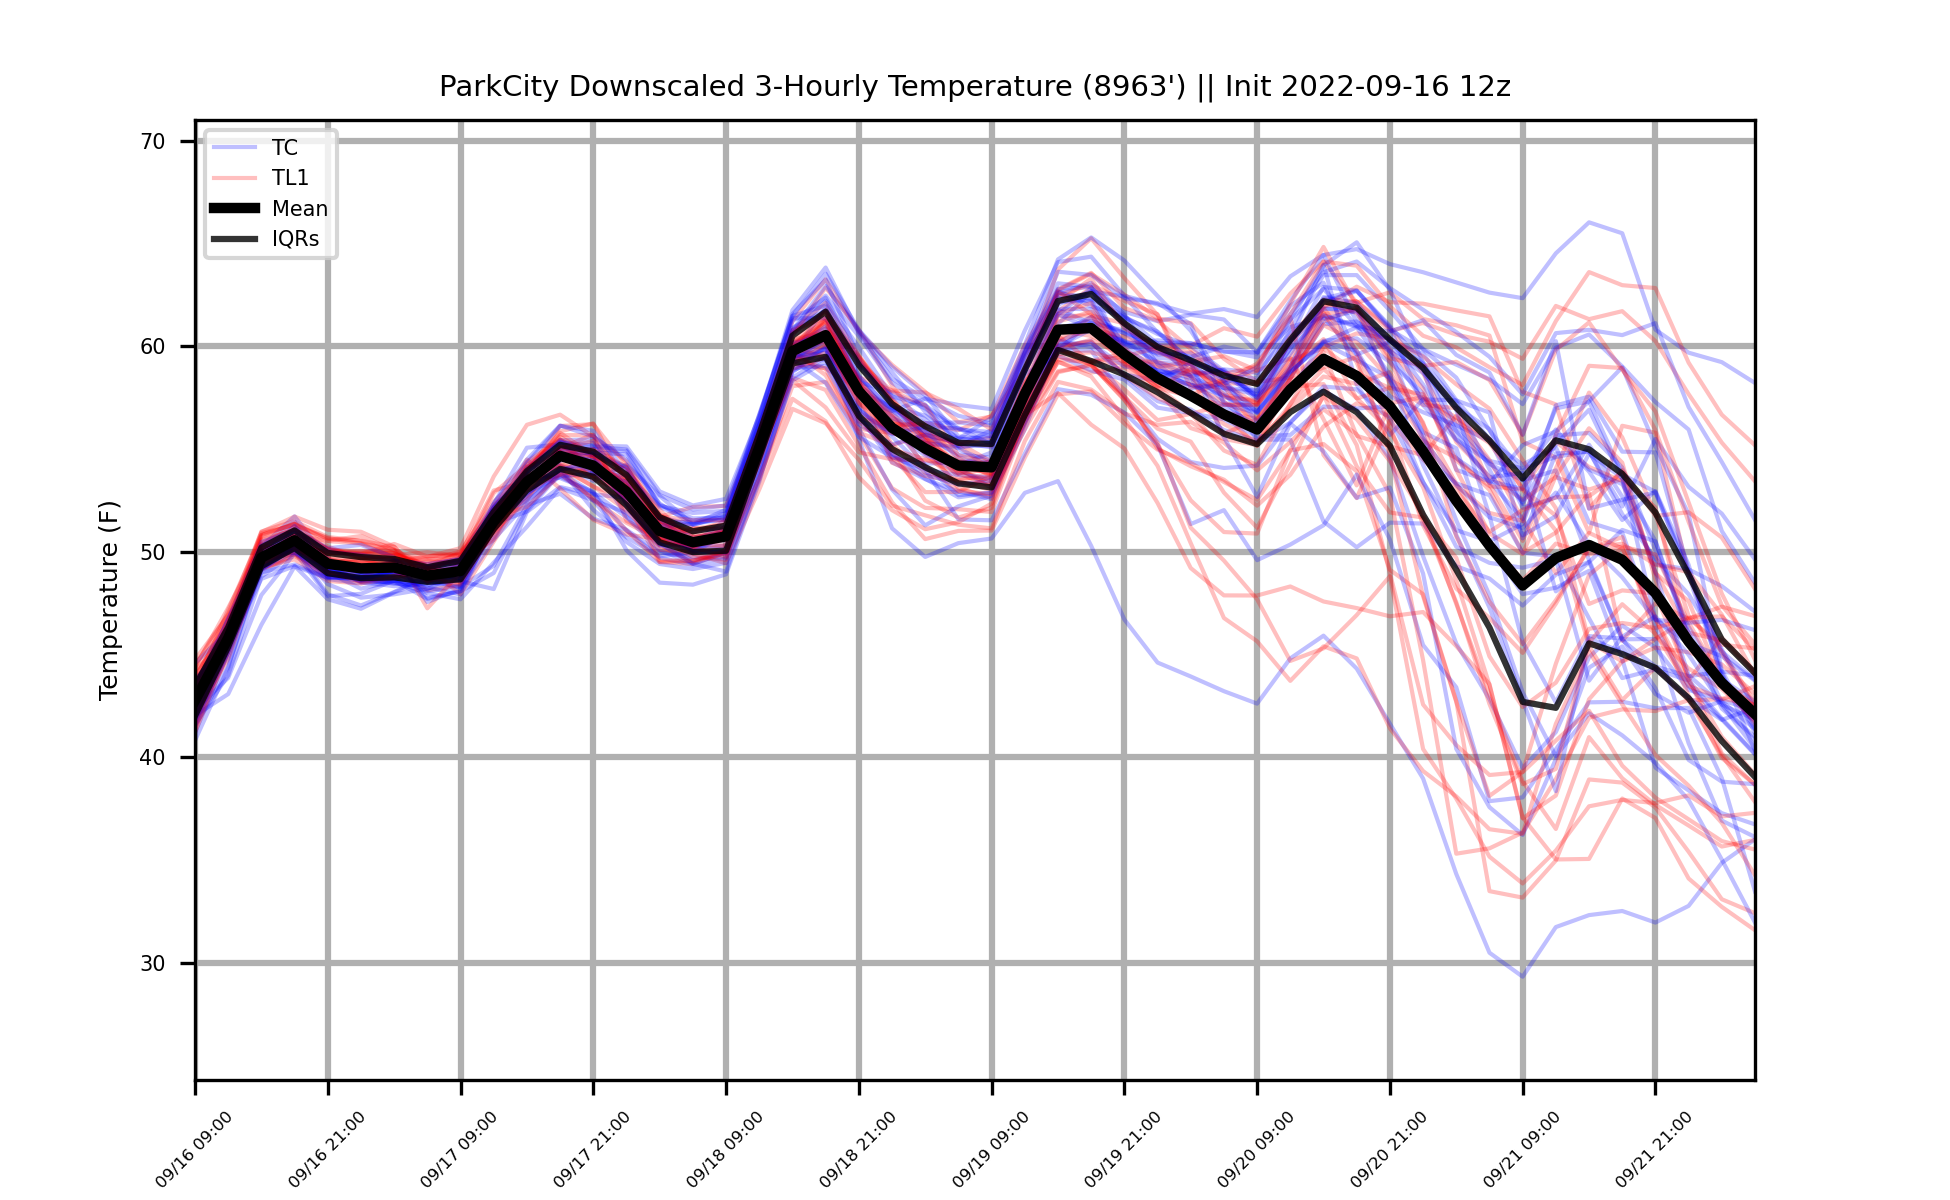 ParkCity Downscaled 3-Hourly Temperature (8963') || Init 2022-09-16 12z
TC
TL1
Mean
IQRs
Temperature (F)
70
60
50
40
30
09/16 09:00
09/16 21:00
09/17 09:00
09/17 21:00
09/18 09:00
09/18 21:00
09/19 09:00
09/19 21:00
09/20 09:00
09/20 21:00
09/21 09:00
09/21 21:00